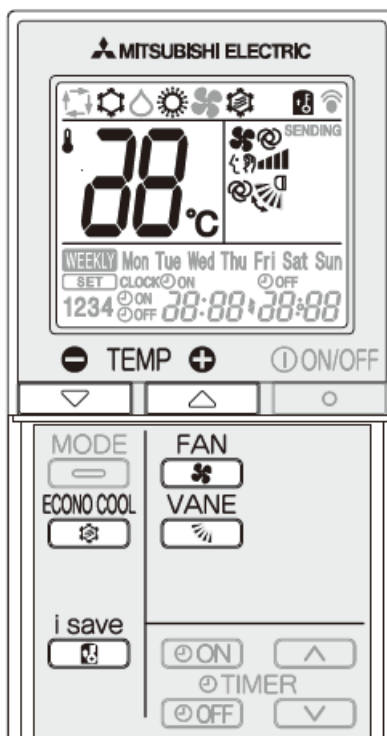 MITSUBISHI ELECTRIC
SENDING
88°C
WEEKLY Mon Tue Wed Thu Fri Sat Sun
SET CLOCK ON OFF
1234 ON OFF 88:88 88:88
TEMP ON/OFF
MODE FAN
ECONO COOL VANE
i save
ON
TIMER
OFF